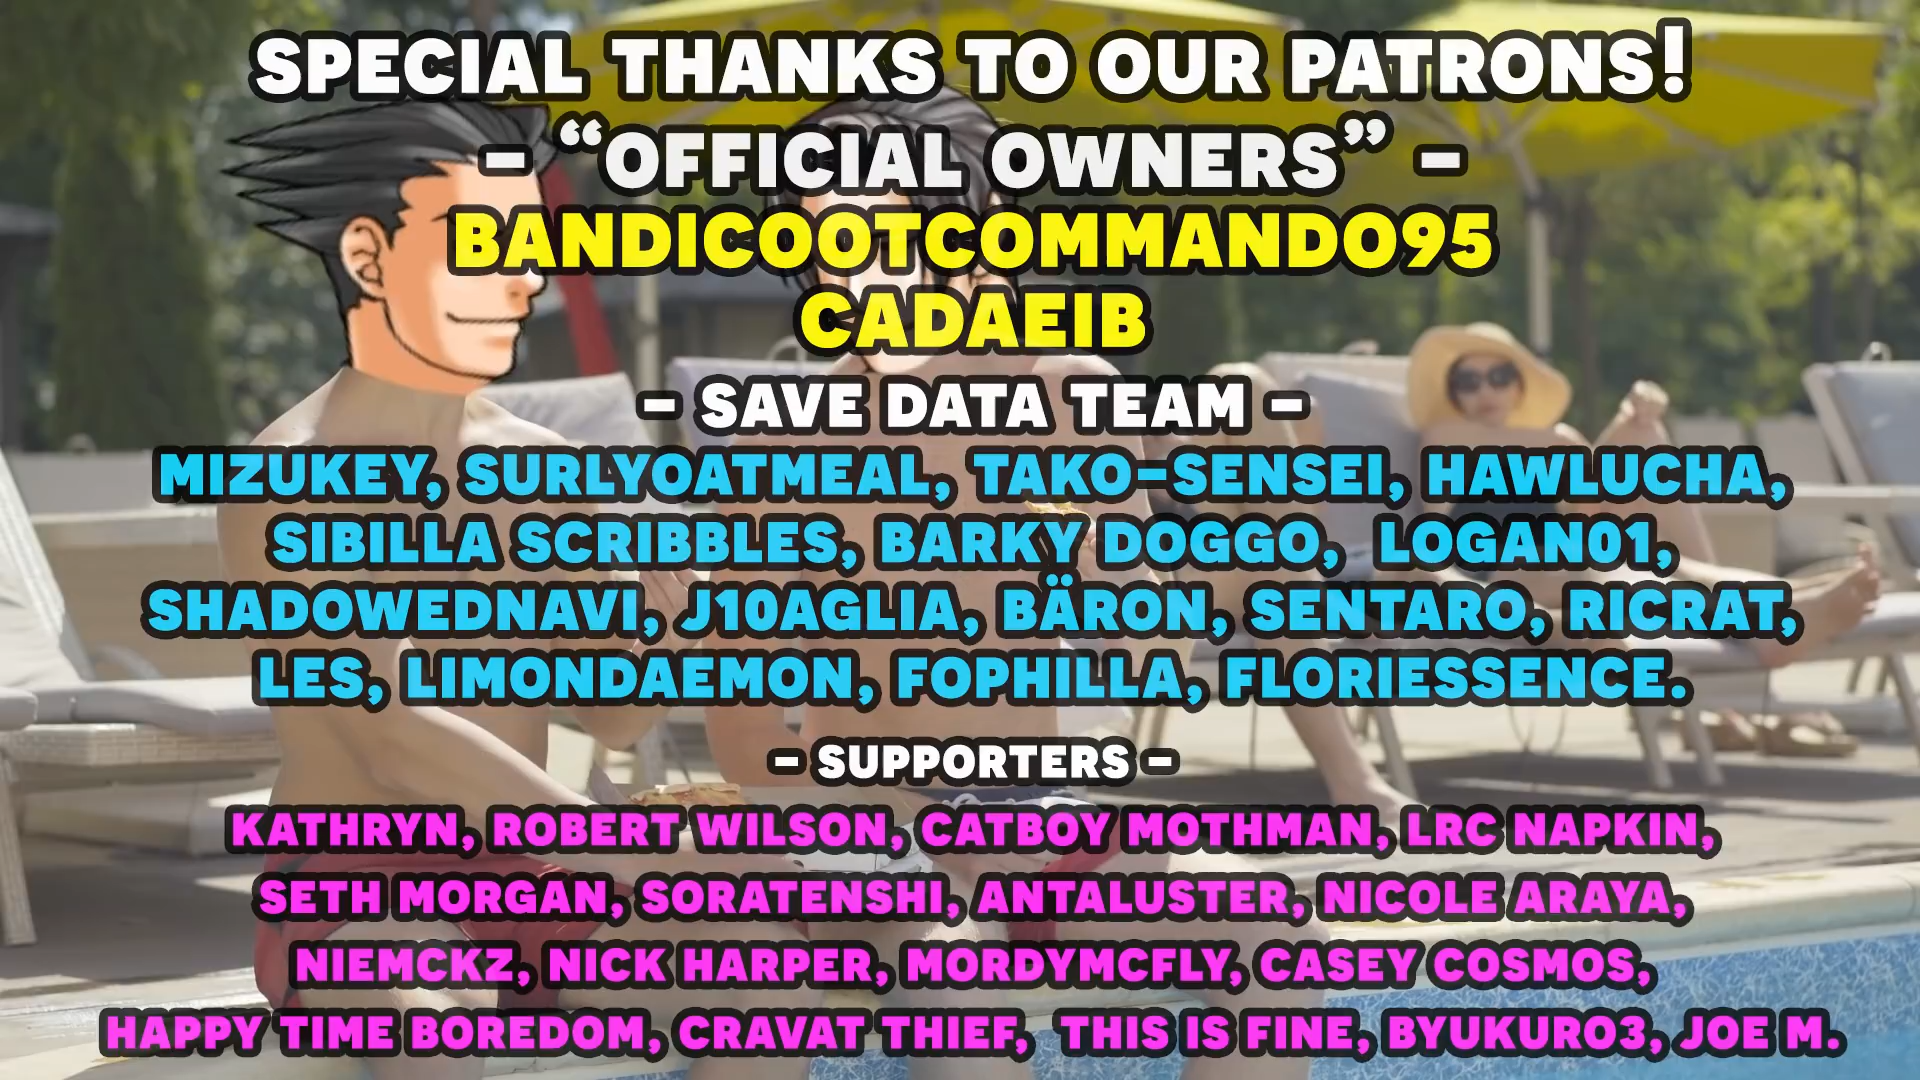 SPECIAL THANKS TO OUR PATRONS!
- “OFFICIAL OWNERS” -
BANDICOOTCOMMANDO95
CADAEIB
- SAVE DATA TEAM -
MIZUKEY, SURLYOATMEAL, TAKO-SENSEI, HAWLUCHA,
SIBILLA SCRIBBLES, BARKY DOGGO, LOGAN01,
SHADOWEDNAVI, J10AGLIA, BÄRON, SENTARO, RICRAT,
LES, LIMONDAEMON, FOPHILLA, FLORIESSENCE.
- SUPPORTERS -
KATHRYN, ROBERT WILSON, CATBOY MOTHMAN, LRC NAPKIN,
SETH MORGAN, SORATENSHI, ANTALUSTER, NICOLE ARAYA,
NIEMCKZ, NICK HARPER, MORDYMCFLY, CASEY COSMOS,
HAPPY TIME BOREDOM, CRAVAT THIEF, THIS IS FINE, BYUKURO3, JOE M.